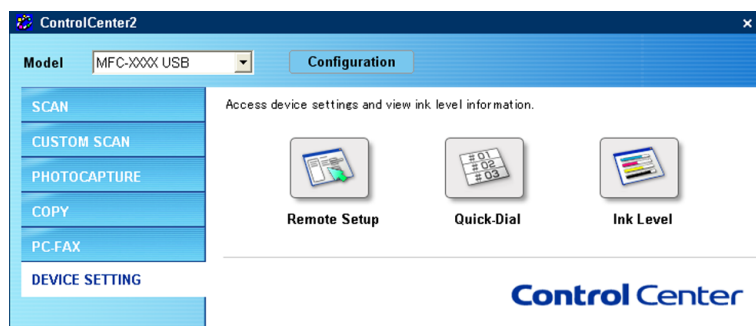 ControlCenter2
Model MFC-XXXX USB Configuration
SCAN
CUSTOM SCAN
PHOTOCAPTURE
COPY
PC-FAX
DEVICE SETTING
Access device settings and view ink level information.
# 01
# 02
# 03
Remote Setup Quick-Dial Ink Level
Control Center